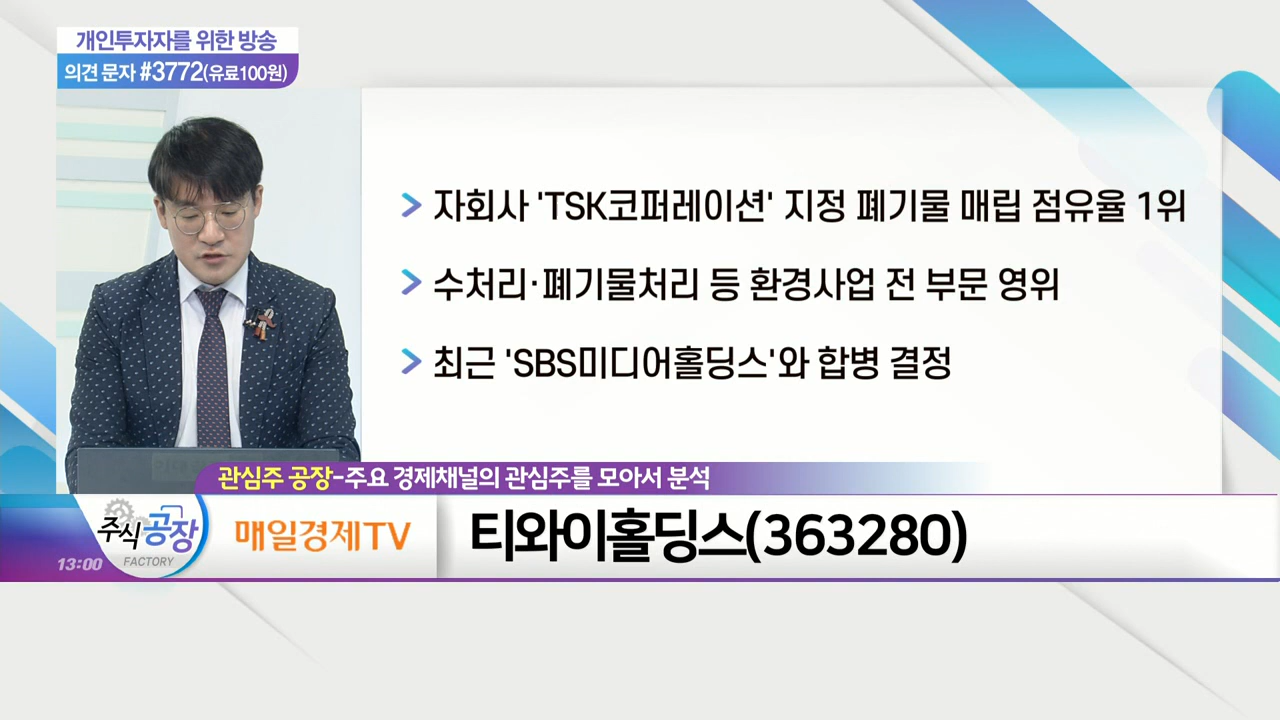 개인투자자를 위한 방송
의견 문자 #3772(유료100원)
자회사 'TSK코퍼레이션' 지정 폐기물 매립 점유율 1위
수처리·폐기물처리 등 환경사업 전 부문 영위
최근 'SBS미디어홀딩스'와 합병 결정
관심주 공장-주요 경제채널의 관심주를 모아서 분석
주식공장
FACTORY
13:00
매일경제TV
티와이홀딩스(363280)